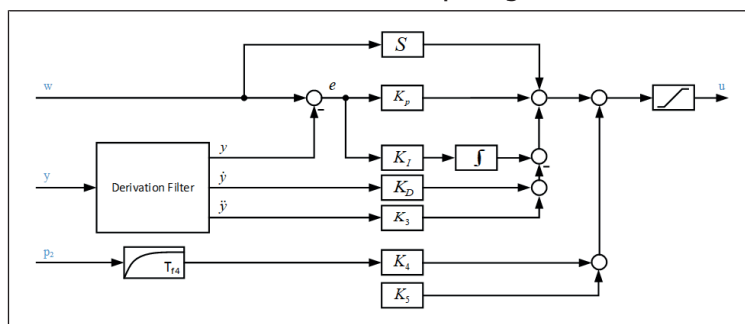 S
w
e
-
K_p
u
K_I
∫
-
y
y
Derivation Filter
ẏ
K_D
ÿ
K_3
p₂
T_f4
K_4
K_5